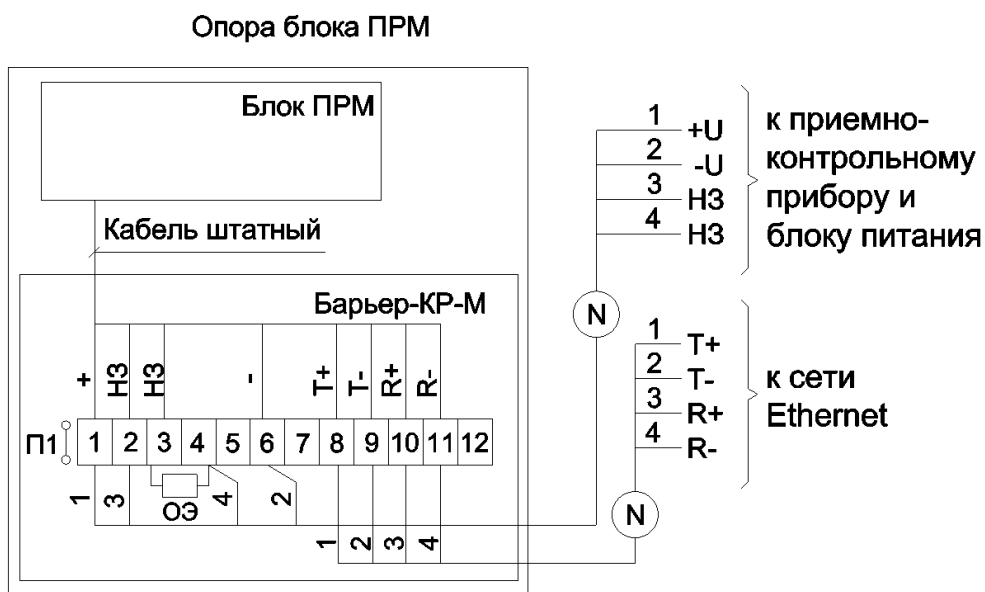 Опора блока ПРМ
Блок ПРМ
Кабель штатный
Барьер-КР-М
+ НЗ НЗ - T+ T- R+ R-
П1 1 2 3 4 5 6 7 8 9 10 11 12
1 3 ОЭ 4 2
1 2 3 4
1 +U
2 -U
3 НЗ
4 НЗ
к приемно-
контрольному
прибору и
блоку питания
N
1 T+
2 T-
3 R+
4 R-
к сети
Ethernet
N